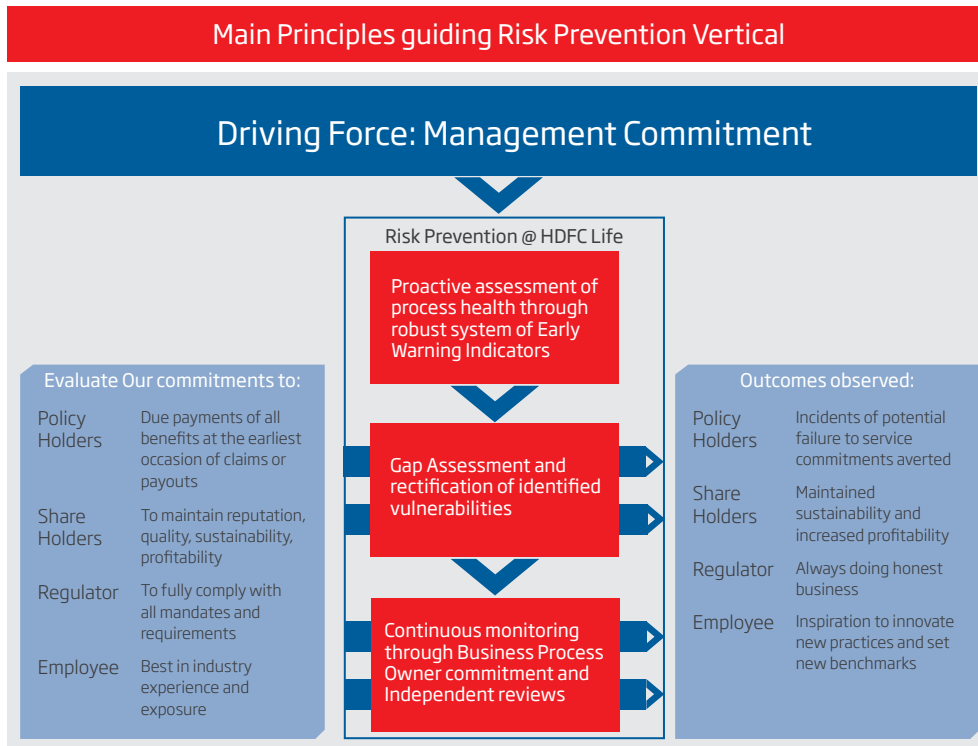 Main Principles guiding Risk Prevention Vertical
Driving Force: Management Commitment
Risk Prevention @ HDFC Life
Proactive assessment of
process health through
robust system of Early
Warning Indicators
Gap Assessment and
rectification of identified
vulnerabilities
Continuous monitoring
through Business Process
Owner commitment and
Independent reviews
Evaluate Our commitments to:
Policy
Holders
Due payments of all
benefits at the earliest
occasion of claims or
payouts
Share
Holders
To maintain reputation,
quality, sustainability,
profitability
Regulator
To fully comply with
all mandates and
requirements
Employee
Best in industry
experience and
exposure
Outcomes observed:
Policy
Holders
Incidents of potential
failure to service
commitments averted
Share
Holders
Maintained
sustainability and
increased profitability
Regulator
Always doing honest
business
Employee
Inspiration to innovate
new practices and set
new benchmarks